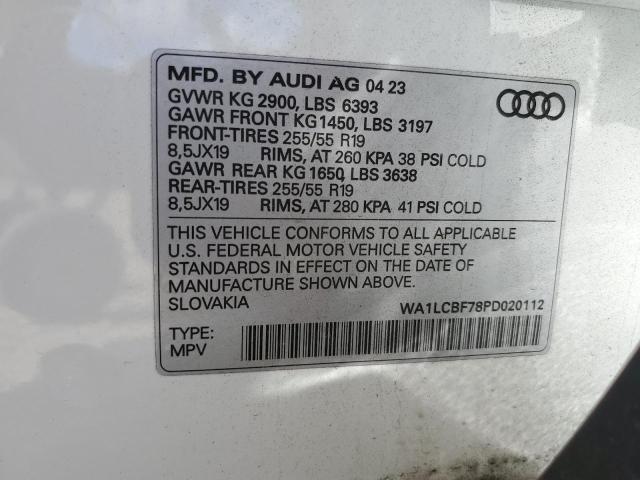 MFD. BY AUDI AG 04 23
GVWR KG 2900, LBS 6393
GAWR FRONT KG 1450, LBS 3197
FRONT-TIRES 255/55 R19
8,5JX19 RIMS, AT 260 KPA 38 PSI COLD
GAWR REAR KG 1650, LBS 3638
REAR-TIRES 255/55 R19
8,5JX19 RIMS, AT 280 KPA 41 PSI COLD
THIS VEHICLE CONFORMS TO ALL APPLICABLE
U.S. FEDERAL MOTOR VEHICLE SAFETY
STANDARDS IN EFFECT ON THE DATE OF
MANUFACTURE SHOWN ABOVE.
SLOVAKIA
WA1LCBF78PD020112
TYPE:
MPV